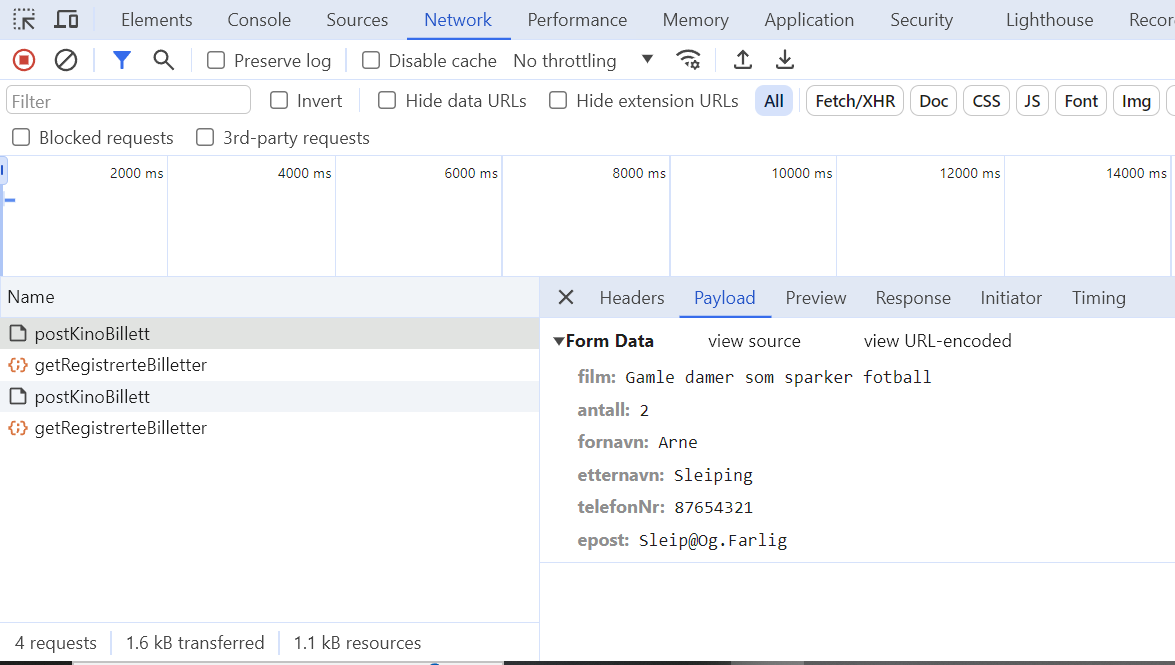 Elements Console Sources Network Performance Memory Application Security Lighthouse Recor
Preserve log Disable cache No throttling
Filter Invert Hide data URLs Hide extension URLs All Fetch/XHR Doc CSS JS Font Img
Blocked requests 3rd-party requests
2000 ms 4000 ms 6000 ms 8000 ms 10000 ms 12000 ms 14000 ms
Name
postKinoBillett
getRegistrerteBilletter
postKinoBillett
getRegistrerteBilletter
4 requests 1.6 kB transferred 1.1 kB resources
Headers Payload Preview Response Initiator Timing
Form Data view source view URL-encoded
film: Gamle damer som sparker fotball
antall: 2
fornavn: Arne
etternavn: Sleiping
telefonNr: 87654321
epost: Sleip@Og.Farlig